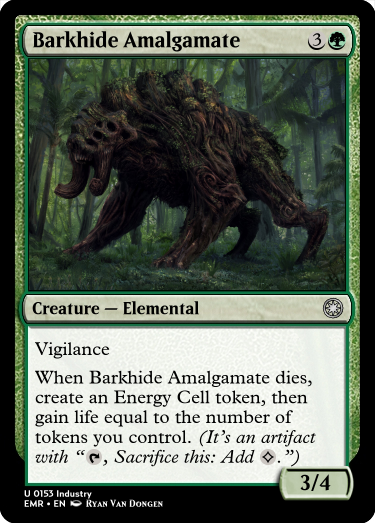 Barkhide Amalgamate 3
Creature — Elemental
Vigilance
When Barkhide Amalgamate dies,
create an Energy Cell token, then
gain life equal to the number of
tokens you control. (It's an artifact
with “, Sacrifice this: Add .”)
3/4
U 0153 Industry
EMR • EN Ryan Van Dongen